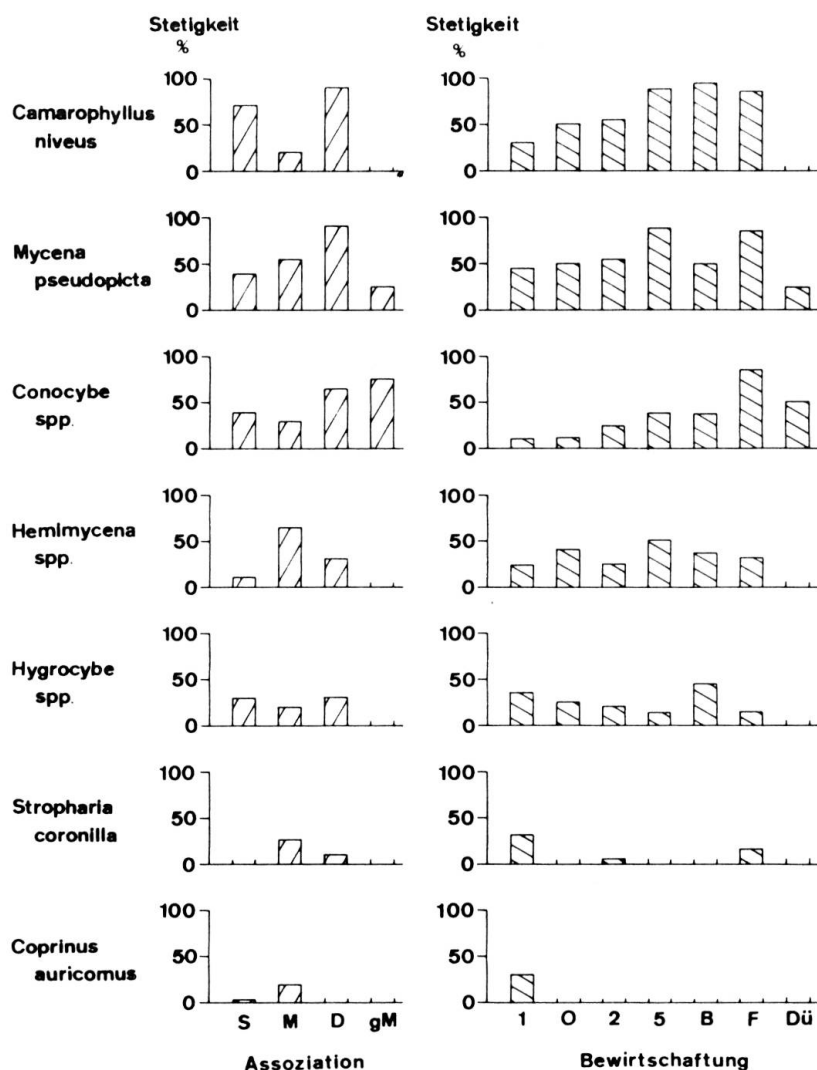 Stetigkeit Stetigkeit
% %
Camarophyllus
niveus
100 100
50 50
0 0
Mycena
pseudopicta
100 100
50 50
0 0
Conocybe
spp.
100 100
50 50
0 0
Hemimycena
spp.
100 100
50 50
0 0
Hygrocybe
spp.
100 100
50 50
0 0
Stropharia
coronilla
100 100
50 50
0 0
Coprinus
auricomus
100 100
50 50
0 0
S M D gM 1 O 2 5 B F Dü
Assoziation Bewirtschaftung